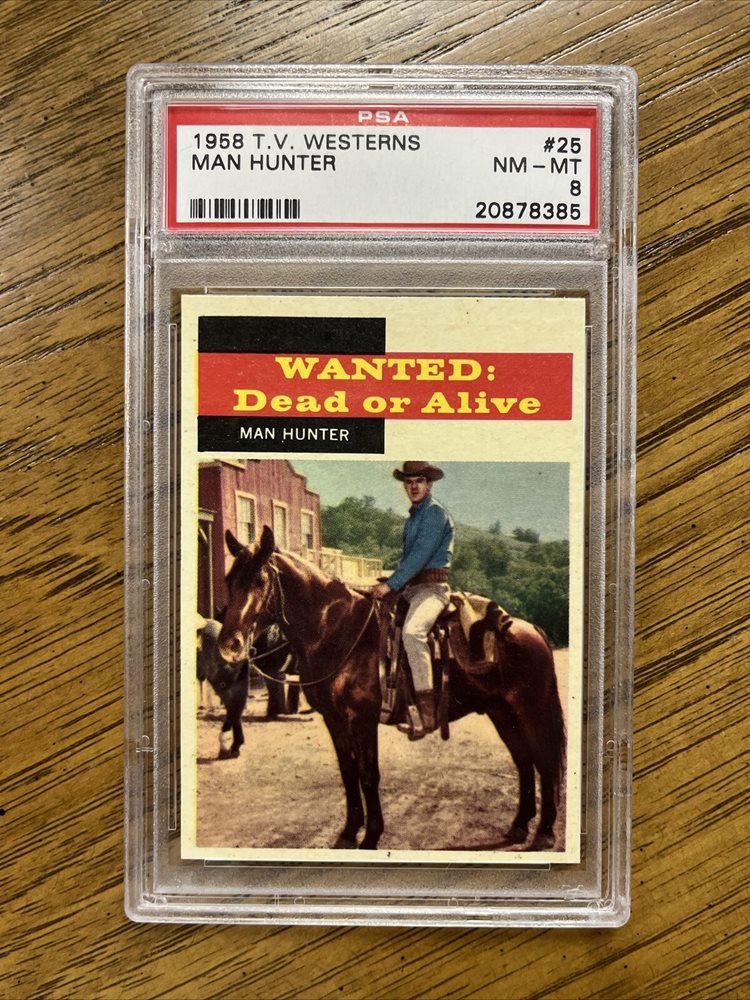 PSA
1958 T.V. WESTERNS #25
MAN HUNTER NM-MT
8
20878385
WANTED:
Dead or Alive
MAN HUNTER